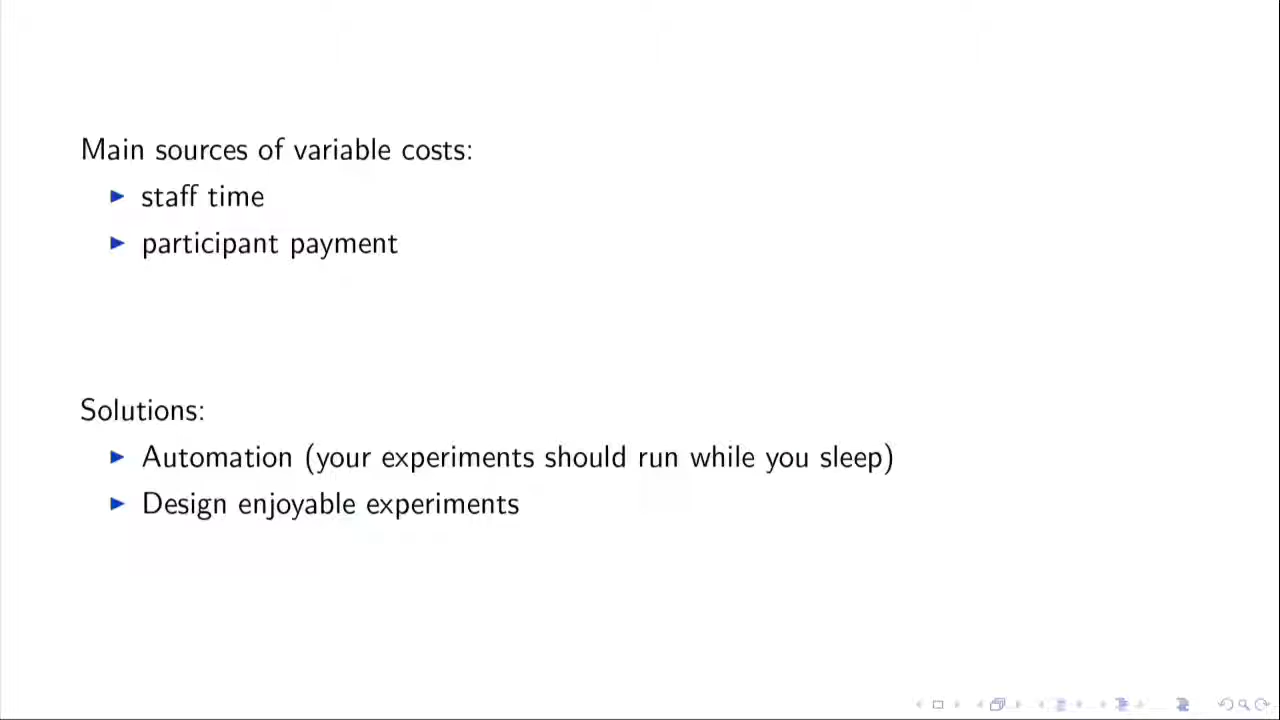 Main sources of variable costs:
staff time
participant payment
Solutions:
Automation (your experiments should run while you sleep)
Design enjoyable experiments